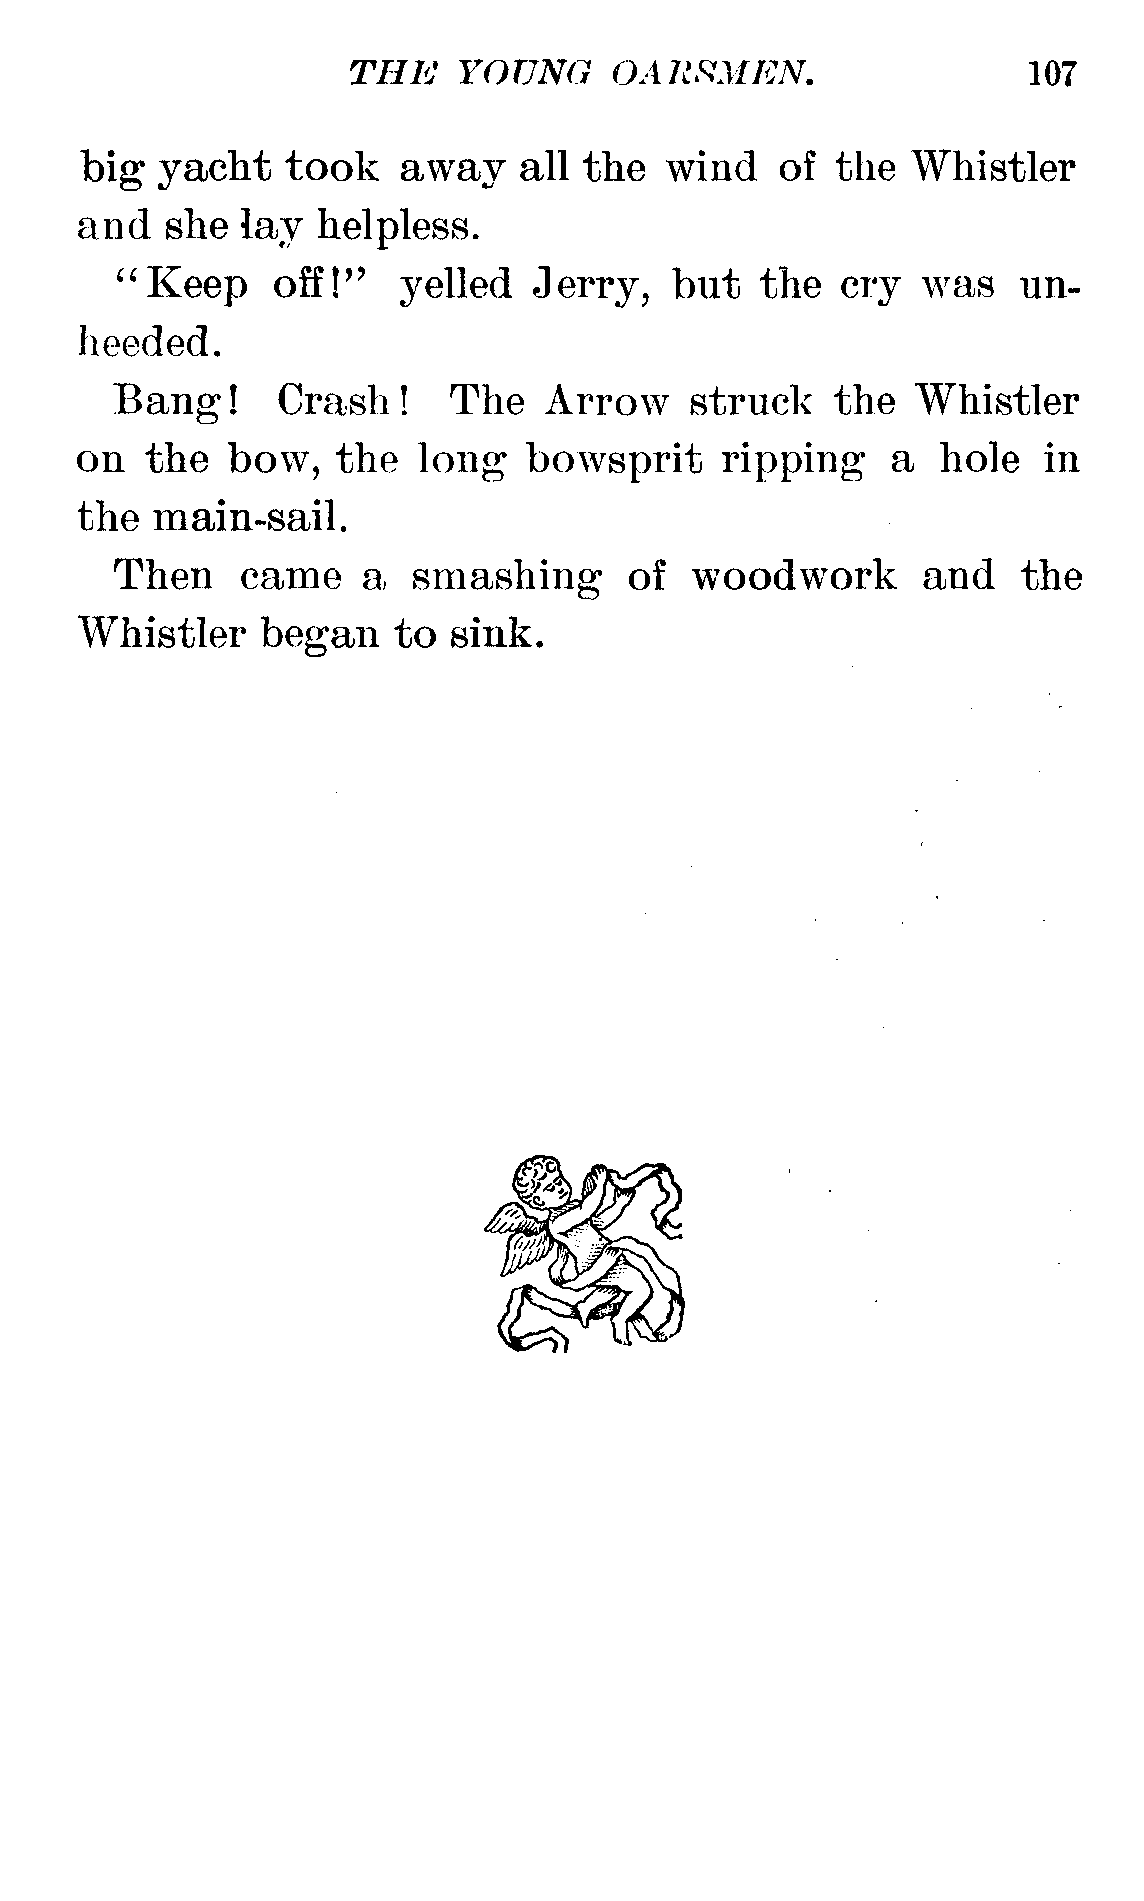 THE YOUNG OARSMEN. 107
big yacht took away all the wind of the Whistler
and she lay helpless.
"Keep off!" yelled Jerry, but the cry was un-
heeded.
Bang! Crash! The Arrow struck the Whistler
on the bow, the long bowsprit ripping a hole in
the main-sail.
Then came a smashing of woodwork and the
Whistler began to sink.